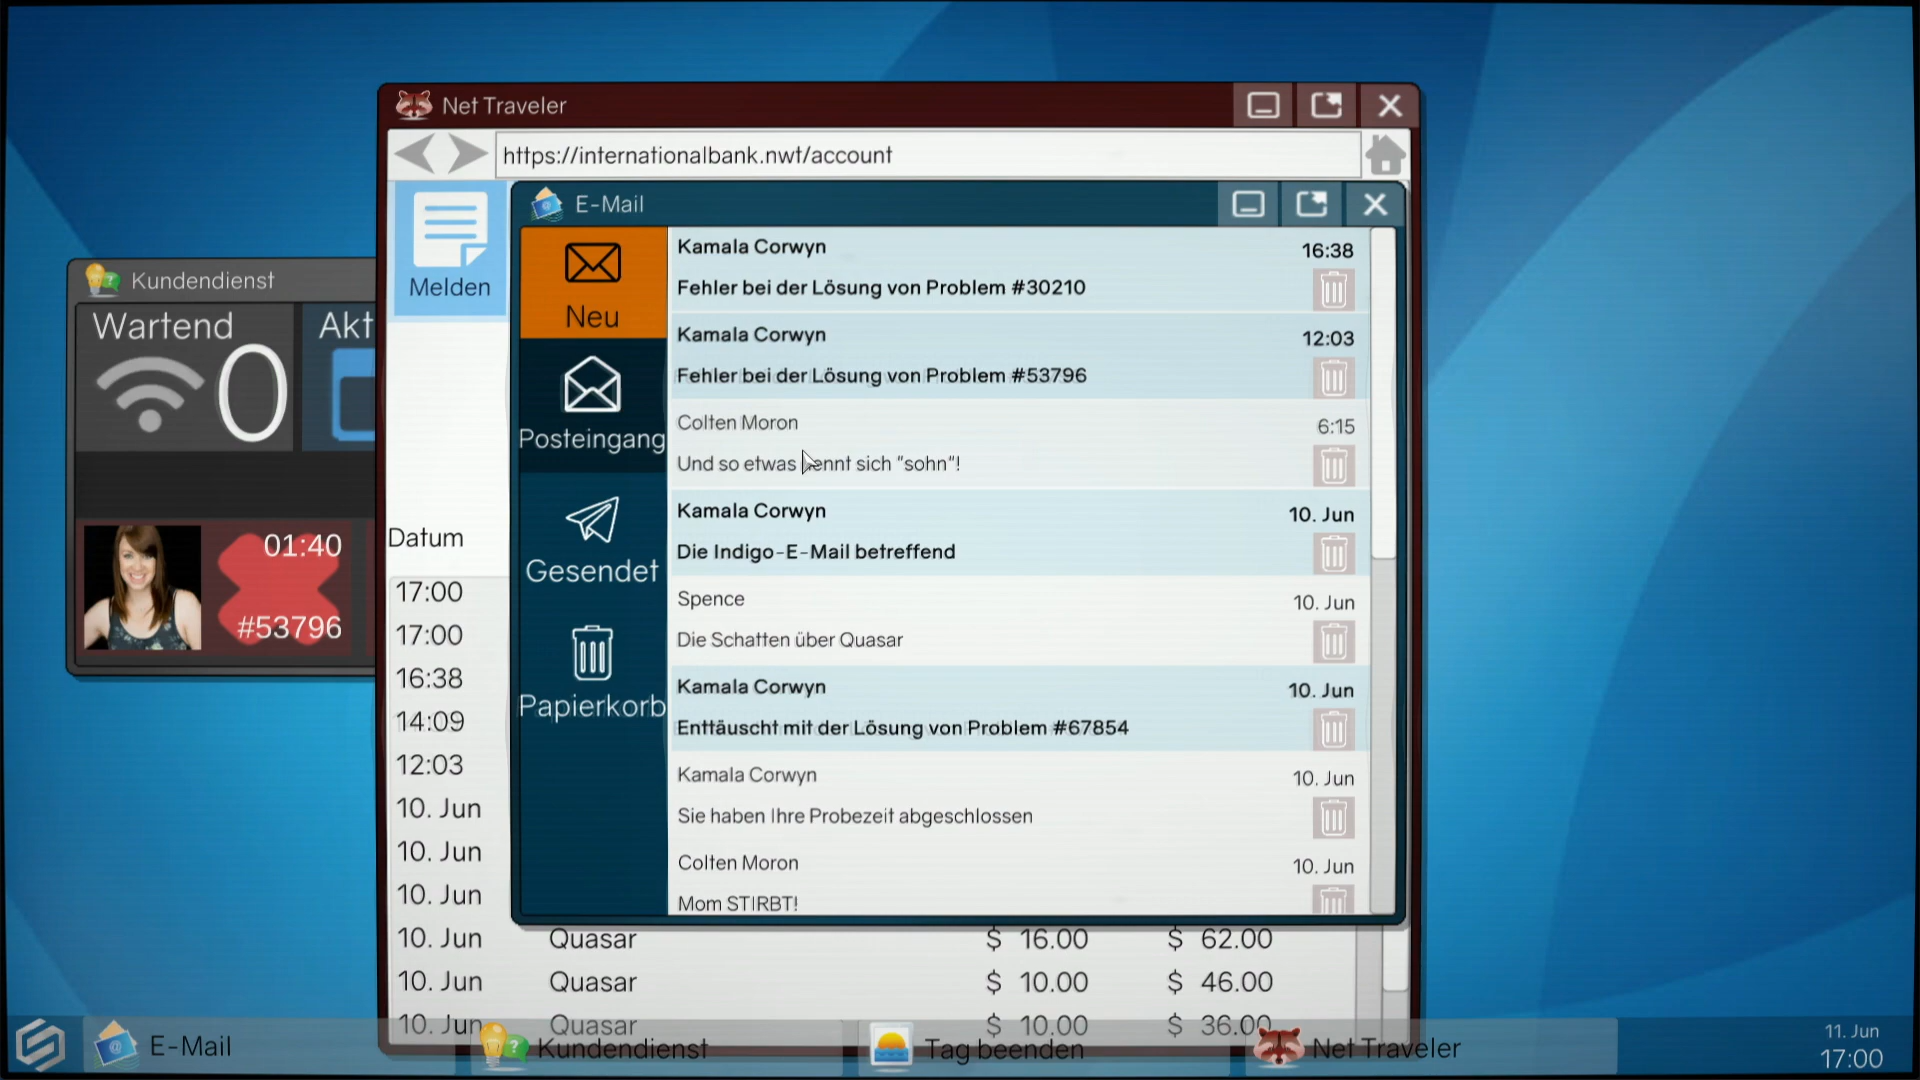 Net Traveler
https://internationalbank.nwt/account
Melden
E-Mail
Kundendienst
Wartend
0
Akt
01:40
#53796
Neu
Posteingang
Gesendet
Papierkorb
Kamala Corwyn
16:38
Fehler bei der Lösung von Problem #30210
Kamala Corwyn
12:03
Fehler bei der Lösung von Problem #53796
Colten Moron
6:15
Und so etwas nennt sich "sohn"!
Kamala Corwyn
10. Jun
Die Indigo-E-Mail betreffend
Spence
10. Jun
Die Schatten über Quasar
Kamala Corwyn
10. Jun
Enttäuscht mit der Lösung von Problem #67854
Kamala Corwyn
10. Jun
Sie haben Ihre Probezeit abgeschlossen
Colten Moron
10. Jun
Mom STIRBT!
Datum
17:00
17:00
16:38
14:09
12:03
10. Jun
10. Jun
10. Jun
10. Jun Quasar $ 16.00 $ 62.00
10. Jun Quasar $ 10.00 $ 46.00
10. Jun Quasar $ 10.00 $ 36.00
E-Mail
Kundendienst
Tag beenden
Net Traveler
11. Jun
17:00